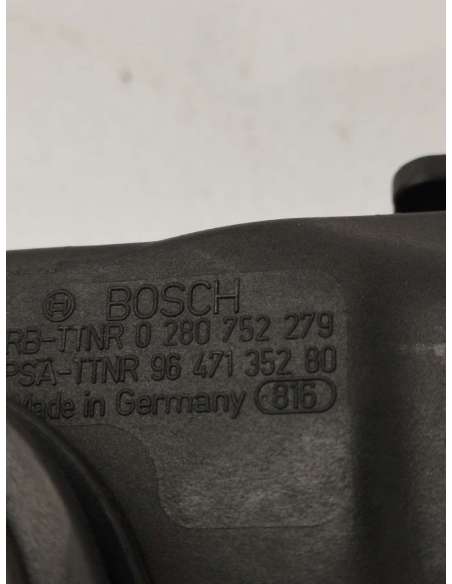 BOSCH
RB-TTNR 0 280 752 279
PSA-TTNR 96 471 352 80
Made in Germany 816